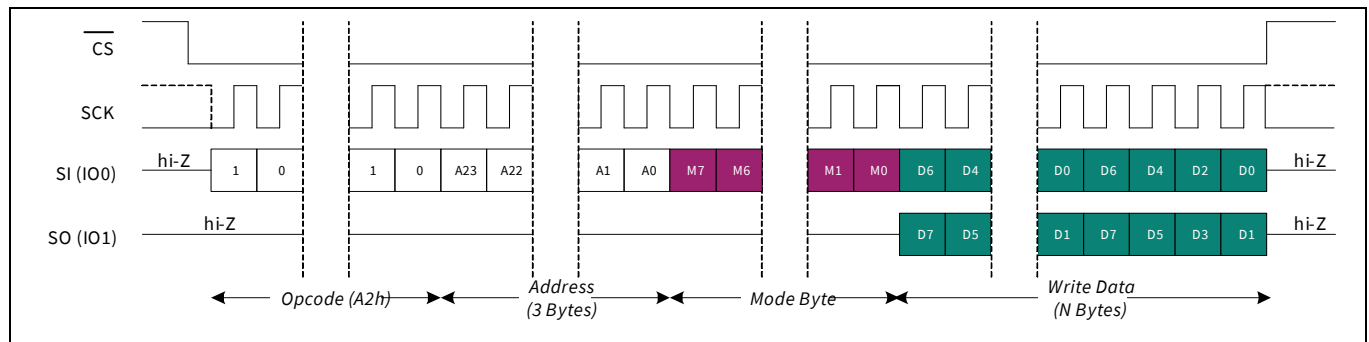 CS
SCK
SI (IO0) hi-Z 1 0 1 0 A23 A22 A1 A0 M7 M6 M1 M0 D6 D4 D0 D6 D4 D2 D0 hi-Z
SO (IO1) hi-Z D7 D5 D1 D7 D5 D3 D1 hi-Z
Opcode (A2h) Address (3 Bytes) Mode Byte Write Data (N Bytes)